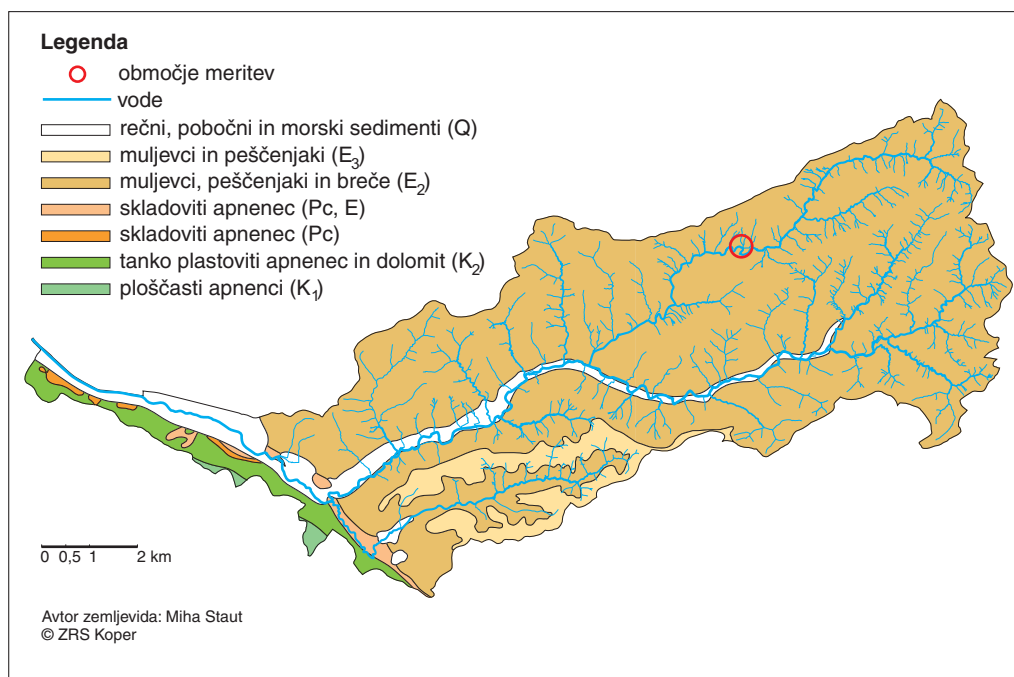 Legenda
območje meritev
vode
rečni, pobočni in morski sedimenti (Q)
muljevci in peščenjaki (E₃)
muljevci, peščenjaki in breče (E₂)
skladoviti apnenec (Pc, E)
skladoviti apnenec (Pc)
tanko plastoviti apnenec in dolomit (K₂)
ploščasti apnenci (K₁)
0 0,5 1 2 km
Avtor zemljevida: Miha Staut
© ZRS Koper